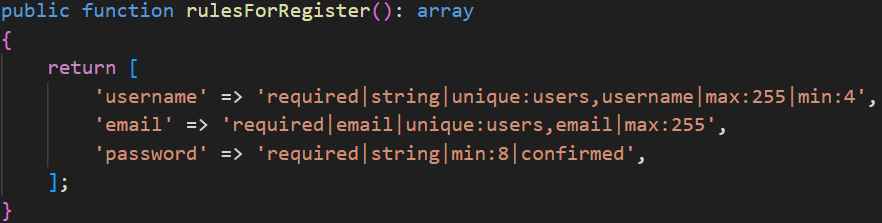 public function rulesForRegister(): array
{
    return [
        'username' => 'required|string|unique:users,username|max:255|min:4',
        'email' => 'required|email|unique:users,email|max:255',
        'password' => 'required|string|min:8|confirmed',
    ];
}